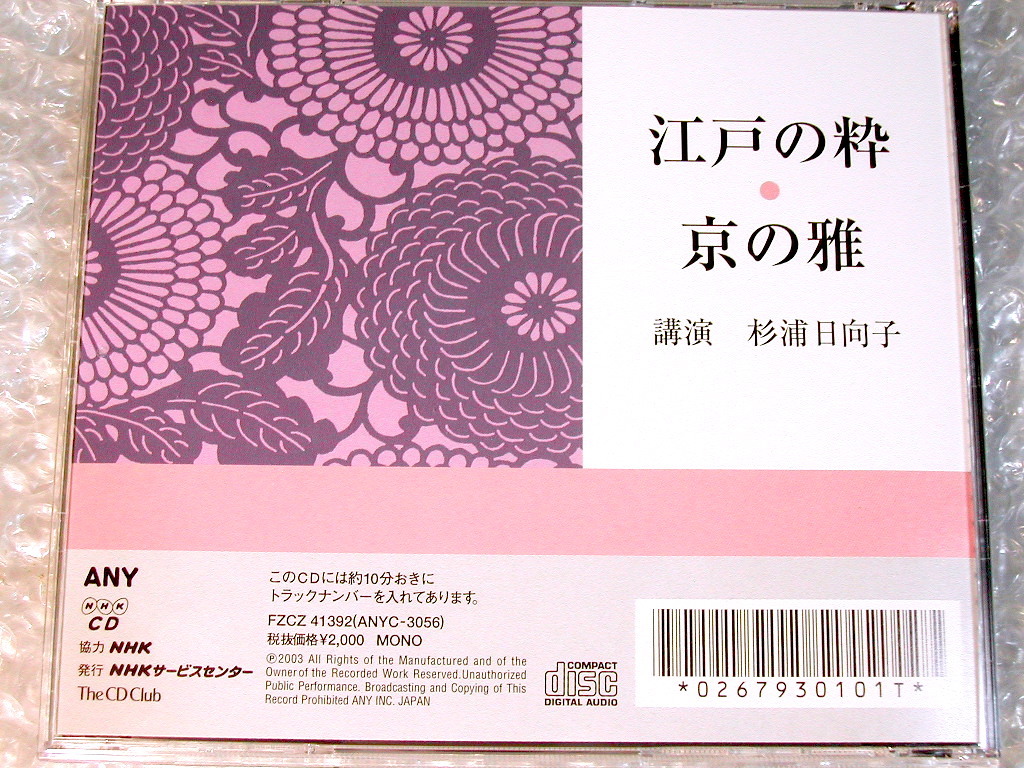 江戸の粋
●
京の雅
講演 杉浦日向子
ANY
NHK
CD
協力 NHK
発行 NHKサービスセンター
The CD Club
このCDには約10分おきに
トラックナンバーを入れてあります。
FZCZ 41392(ANYC-3056)
税抜価格¥2,000 MONO
℗2003 All Rights of the Manufactured and of the
Owner of the Recorded Work Reserved.Unauthorized
Public Performance. Broadcasting and Copying of This
Record Prohibited ANY INC. JAPAN
COMPACT
disc
DIGITAL AUDIO
*0267930101T*